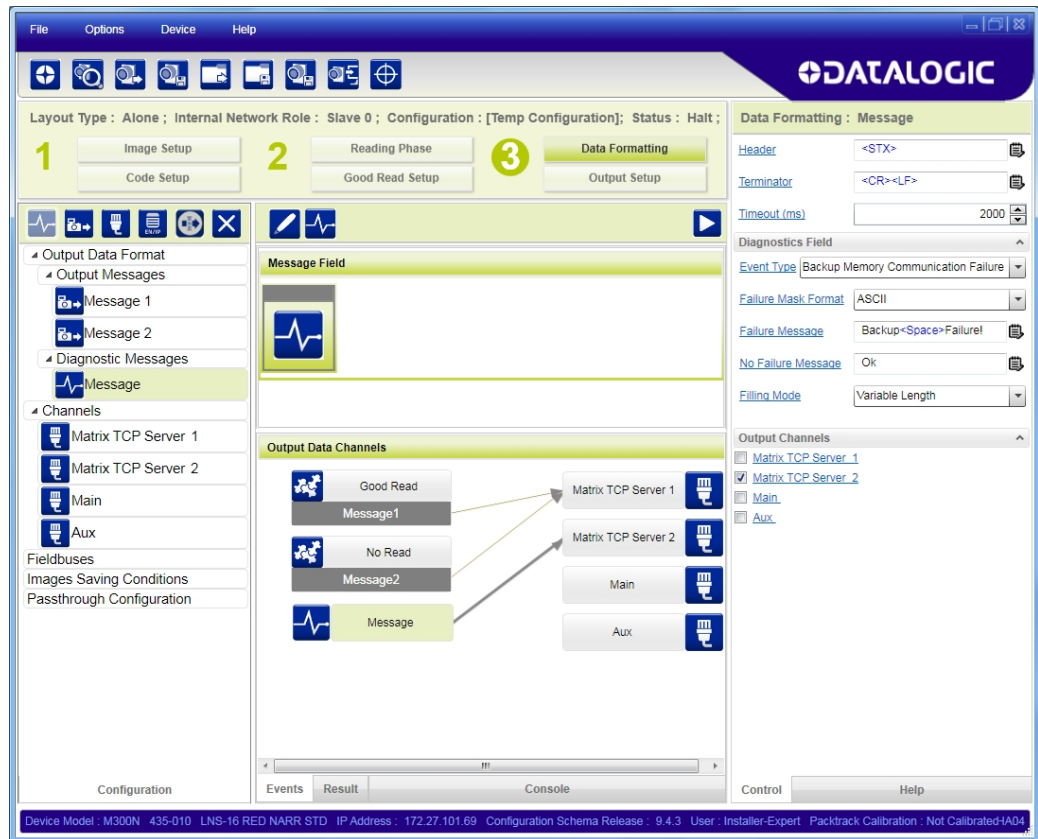 File Options Device Help
DATALOGIC
Layout Type : Alone ; Internal Network Role : Slave 0 ; Configuration : [Temp Configuration]; Status : Halt ;
1 Image Setup 2 Reading Phase 3 Data Formatting
Code Setup Good Read Setup Output Setup
EN/IP
Output Data Format
Output Messages
Message 1
Message 2
Diagnostic Messages
Message
Channels
Matrix TCP Server 1
Matrix TCP Server 2
Main
Aux
Fieldbuses
Images Saving Conditions
Passthrough Configuration
Configuration
Message Field
Output Data Channels
Good Read
Message1
No Read
Message2
Message
Matrix TCP Server 1
Matrix TCP Server 2
Main
Aux
Events Result Console
Data Formatting : Message
Header <STX>
Terminator <CR><LF>
Timeout (ms) 2000
Diagnostics Field
Event Type Backup Memory Communication Failure
Failure Mask Format ASCII
Failure Message Backup<Space>Failure!
No Failure Message Ok
Filling Mode Variable Length
Output Channels
Matrix TCP Server 1
Matrix TCP Server 2
Main
Aux
Control Help
Device Model : M300N 435-010 LNS-16 RED NARR STD IP Address : 172.27.101.69 Configuration Schema Release : 9.4.3 User : Installer-Expert Packtrack Calibration : Not Calibrated-HA04